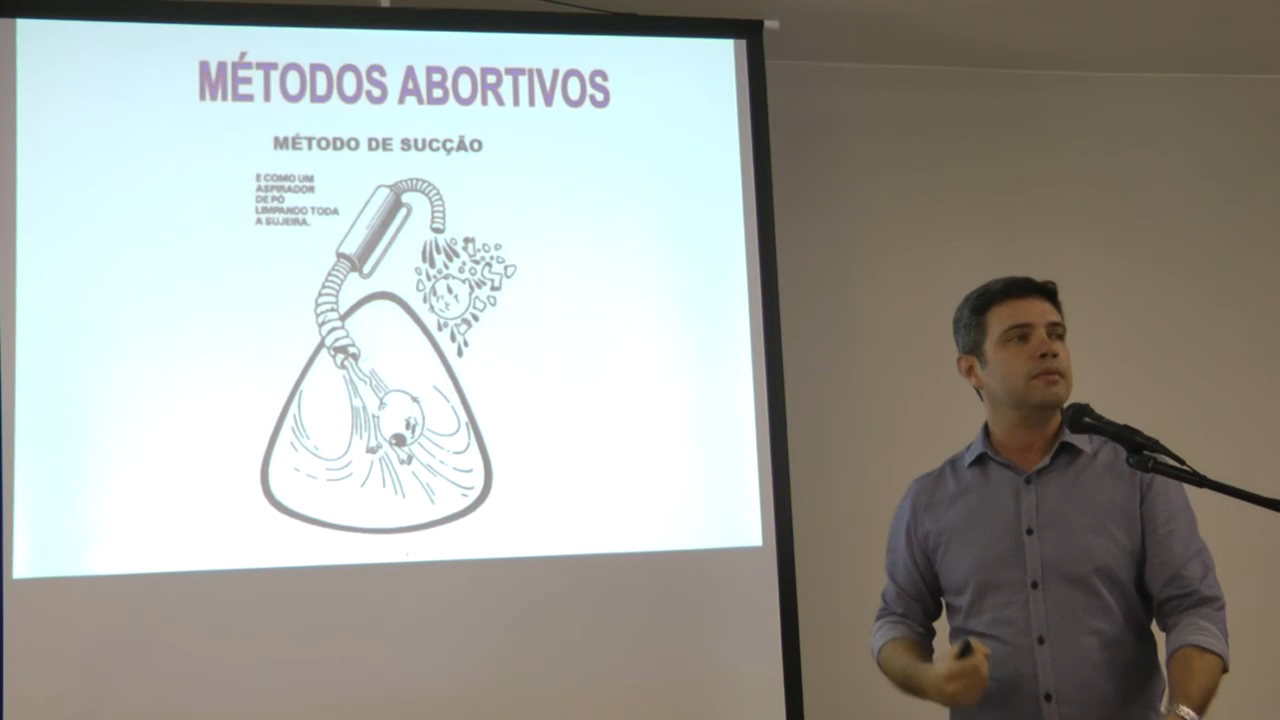 MÉTODOS ABORTIVOS
MÉTODO DE SUCÇÃO
E COMO UM
ASPIRADOR
DE PÓ
LIMPANDO TODA
A SUJEIRA.